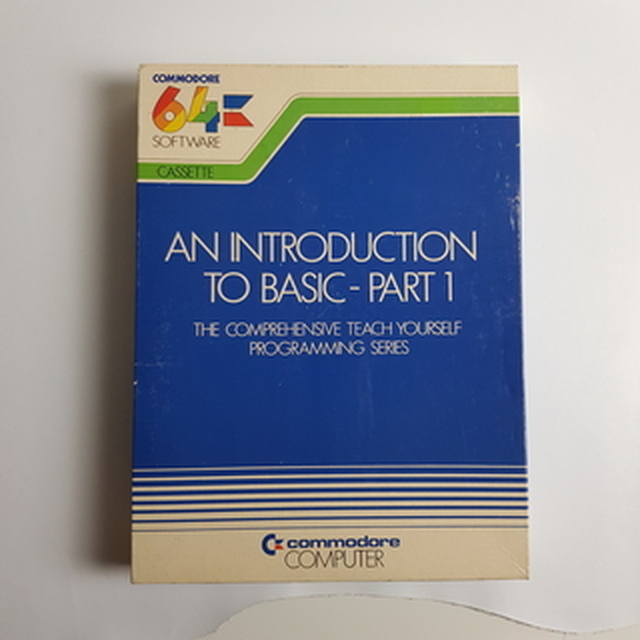 COMMODORE
64
SOFTWARE
CASSETTE
AN INTRODUCTION
TO BASIC - PART 1
THE COMPREHENSIVE TEACH YOURSELF
PROGRAMMING SERIES
commodore
COMPUTER